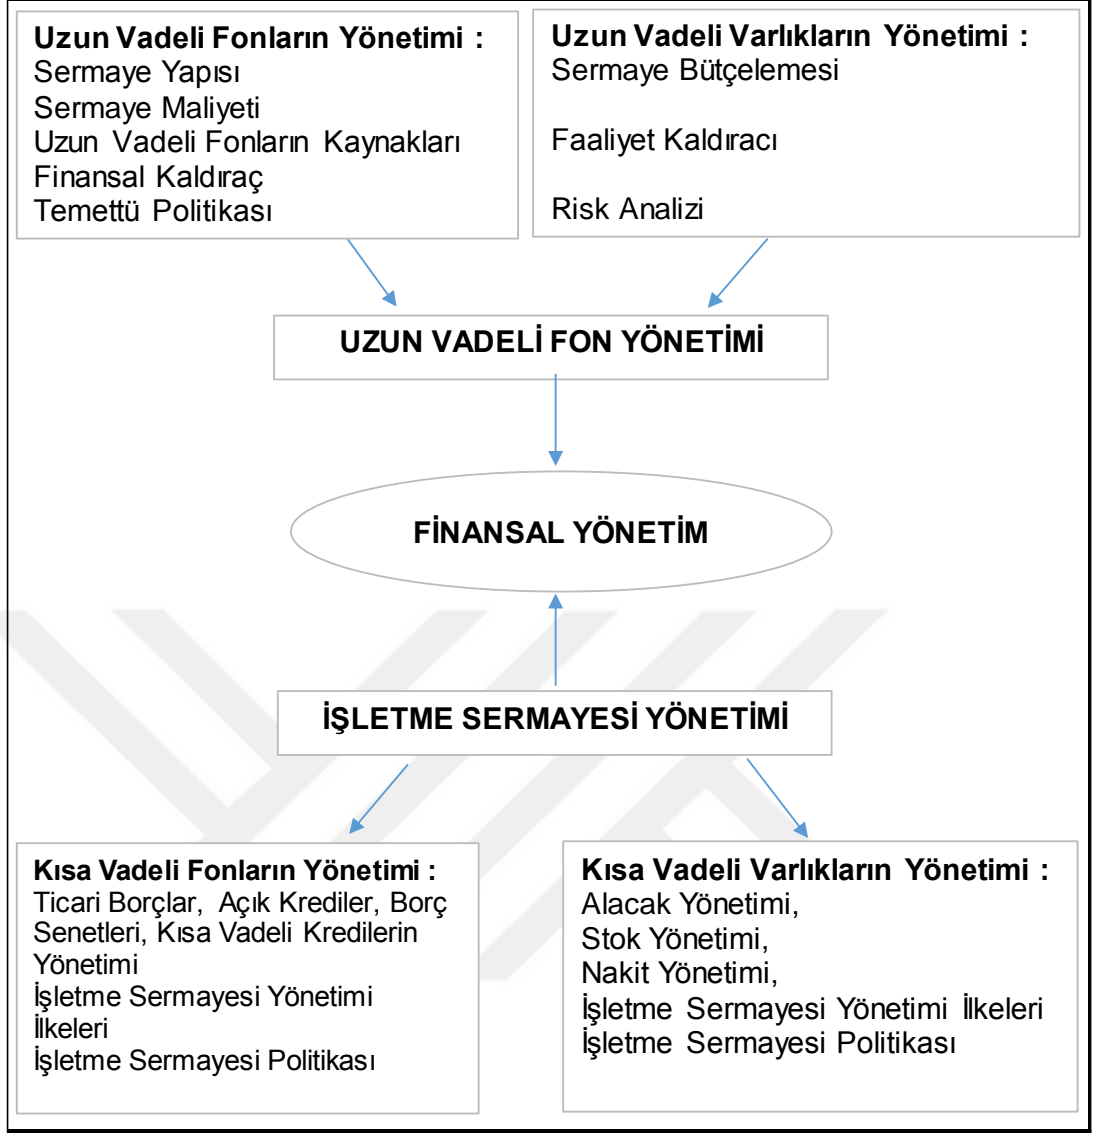 Uzun Vadeli Fonların Yönetimi :
Sermaye Yapısı
Sermaye Maliyeti
Uzun Vadeli Fonların Kaynakları
Finansal Kaldıraç
Temettü Politikası
Uzun Vadeli Varlıkların Yönetimi :
Sermaye Bütçelemesi
Faaliyet Kaldıracı
Risk Analizi
UZUN VADELİ FON YÖNETİMİ
FİNANSAL YÖNETİM
İŞLETME SERMAYESİ YÖNETİMİ
Kısa Vadeli Fonların Yönetimi :
Ticari Borçlar, Açık Krediler, Borç
Senetleri, Kısa Vadeli Kredilerin
Yönetimi
İşletme Sermayesi Yönetimi
İlkeleri
İşletme Sermayesi Politikası
Kısa Vadeli Varlıkların Yönetimi :
Alacak Yönetimi,
Stok Yönetimi,
Nakit Yönetimi,
İşletme Sermayesi Yönetimi İlkeleri
İşletme Sermayesi Politikası